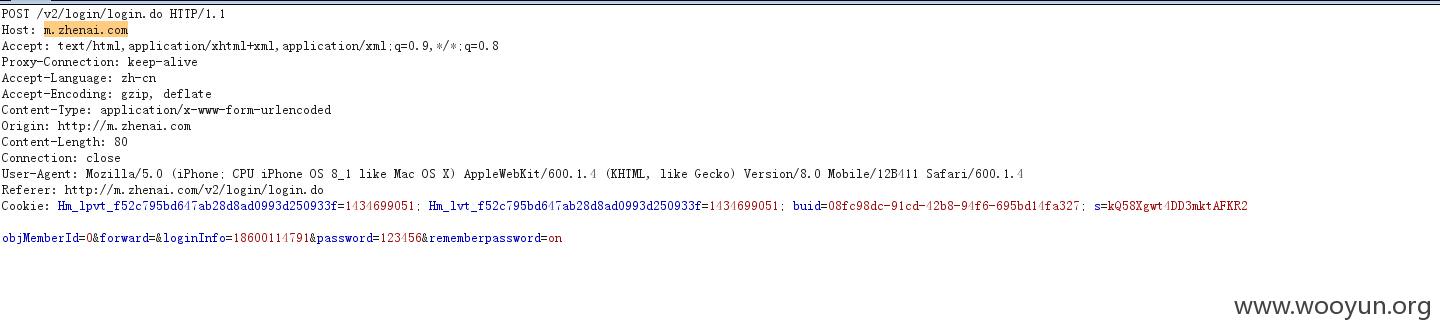 POST /v2/login/login.do HTTP/1.1
Host: m.zhenai.com
Accept: text/html,application/xhtml+xml,application/xml;q=0.9,*/*;q=0.8
Proxy-Connection: keep-alive
Accept-Language: zh-cn
Accept-Encoding: gzip, deflate
Content-Type: application/x-www-form-urlencoded
Origin: http://m.zhenai.com
Content-Length: 80
Connection: close
User-Agent: Mozilla/5.0 (iPhone; CPU iPhone OS 8_1 like Mac OS X) AppleWebKit/600.1.4 (KHTML, like Gecko) Version/8.0 Mobile/12B411 Safari/600.1.4
Referer: http://m.zhenai.com/v2/login/login.do
Cookie: Hm_lpvt_f52c795bd647ab28d8ad0993d250933f=1434699051; Hm_lvt_f52c795bd647ab28d8ad0993d250933f=1434699051; buid=08fc98dc-91cd-42b8-94f6-695bd14fa327; s=kQ58Xgwt4DD3mktAFKR2
objMemberId=0&forward=&loginInfo=18600114791&password=123456&rememberpassword=on
www.wooyun.org